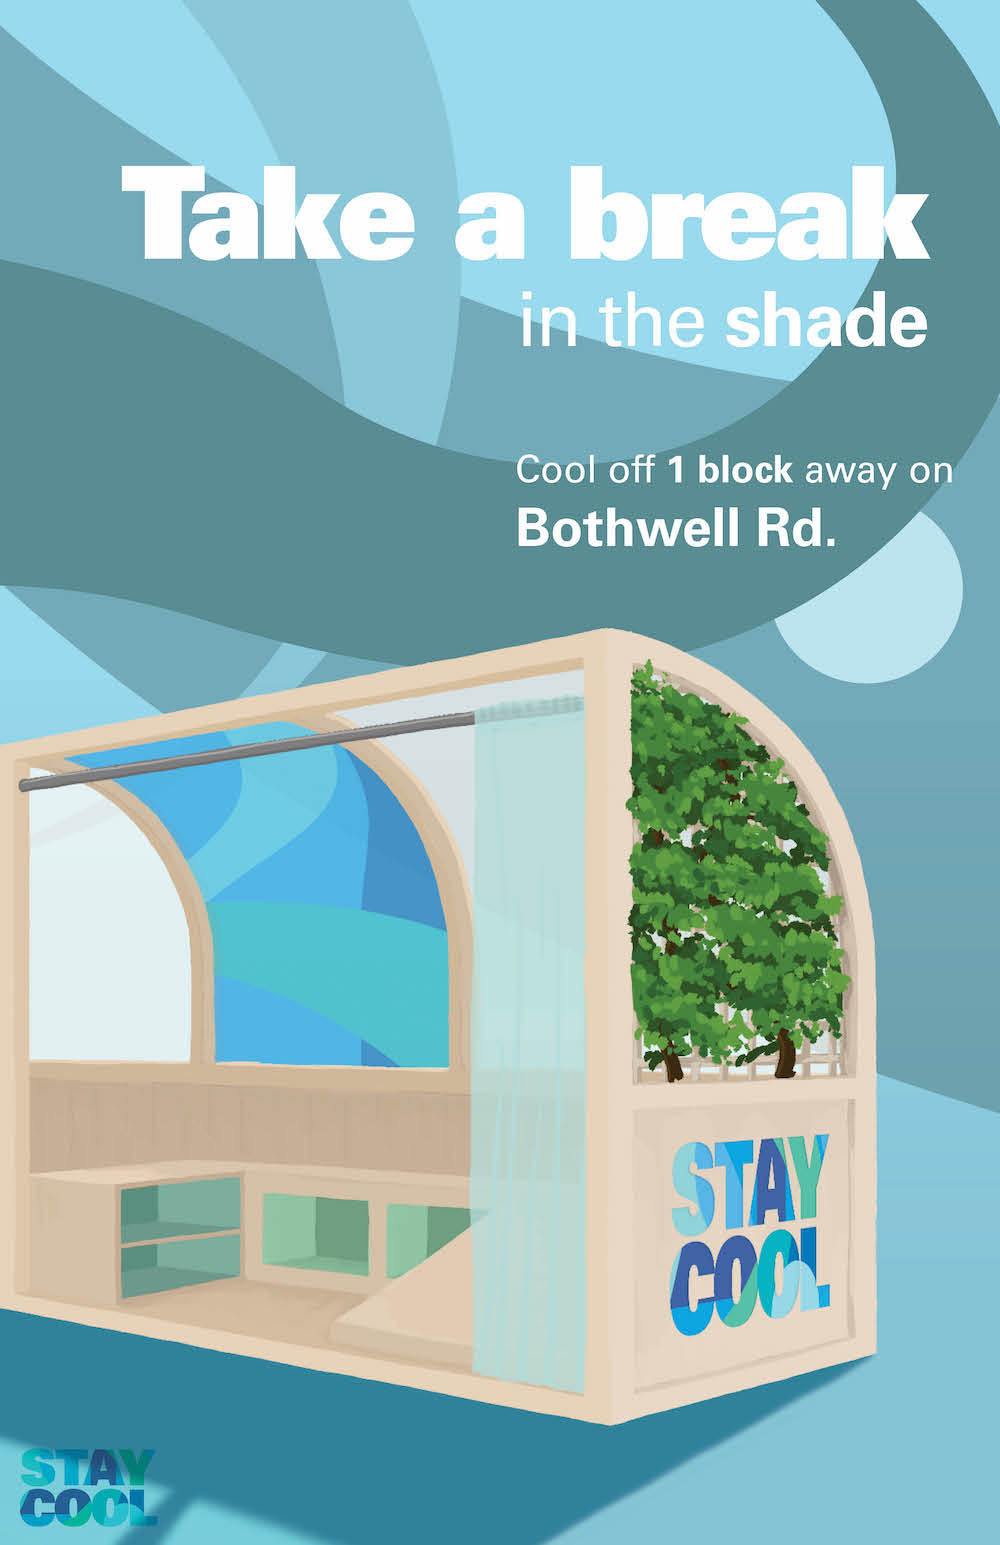 Take a break
in the shade
Cool off 1 block away on
Bothwell Rd.
STAY
COOL
STAY
COOL